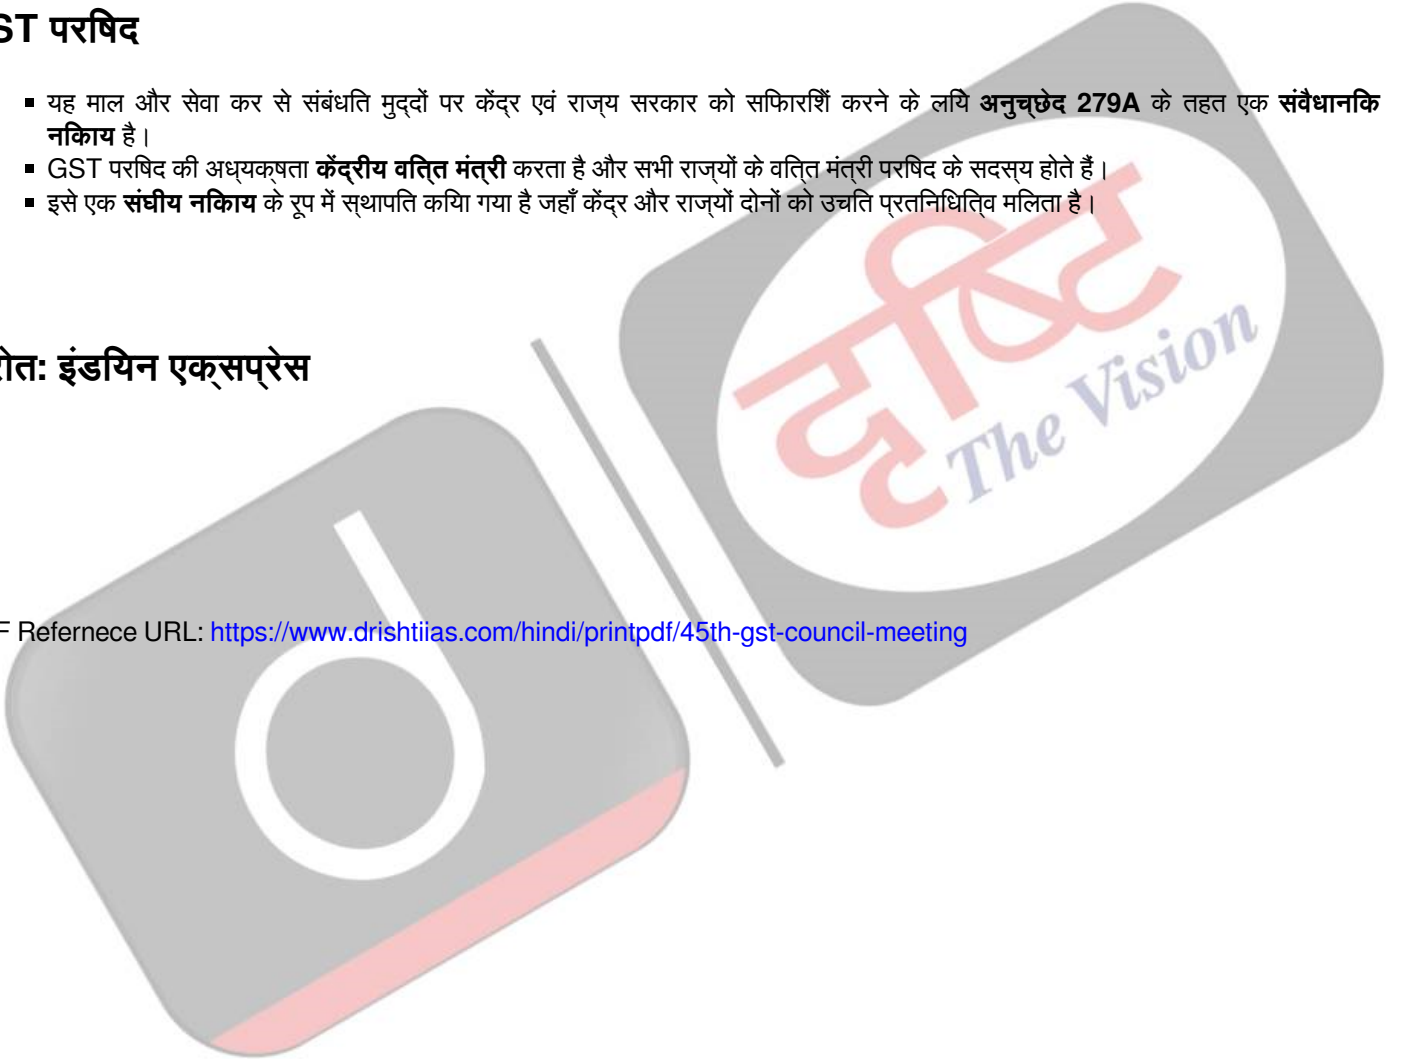 ST परिषद
▪ यह माल और सेवा कर से संबंधित मुद्दों पर केंद्र एवं राज्य सरकार को सिफारिशें करने के लिये अनुच्छेद 279A के तहत एक संवैधानिक
निकाय है।
▪ GST परिषद की अध्यक्षता केंद्रीय वित्त मंत्री करता है और सभी राज्यों के वित्त मंत्री परिषद के सदस्य होते हैं।
▪ इसे एक संघीय निकाय के रूप में स्थापित किया गया है जहाँ केंद्र और राज्यों दोनों को उचित प्रतिनिधित्व मिलता है।
दृष्टि
The Vision
रोत: इंडियन एक्सप्रेस
F Refernece URL: https://www.drishtiias.com/hindi/printpdf/45th-gst-council-meeting